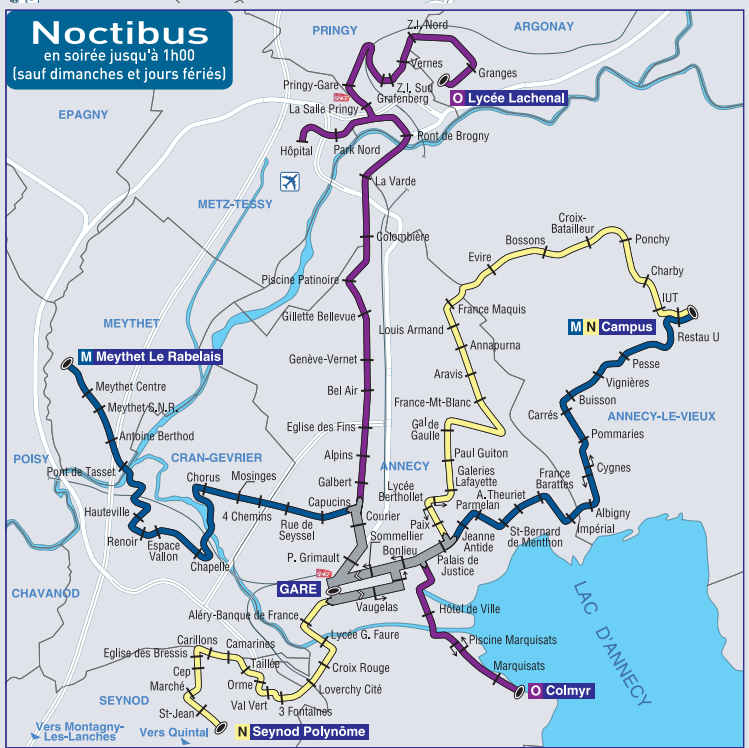 Noctibus
en soirée jusqu'à 1h00
(sauf dimanches et jours fériés)
PRINGY
Z.I. Nord
ARGONAY
Vernes
Granges
Pringy-Gare
Z.I. Sud
Grafenberg
O Lycée Lachenal
La Salle Pringy
EPAGNY
Pont de Brogny
Hôpital
Park Nord
La Varde
METZ-TESSY
Colombière
Croix-
Batailleur
Bossons
Ponchy
Evire
Charby
Piscine Patinoire
IUT
France Maquis
Gillette Bellevue
MEYTHET
Louis Armand
M N Campus
Restau U
Annapurna
M Meythet Le Rabelais
Genève-Vernet
Pesse
Aravis
Vignières
Meythet Centre
Bel Air
Buisson
France-Mt-Blanc
Meythet S.N.R.
Carrés
ANNECY-LE-VIEUX
Eglise des Fins
Gal de
Gaulle
Antoine Berthod
Pommaries
POISY
CRAN-GEVRIER
Alpins
ANNECY
Paul Guiton
Pont de Tasset
Chorus
Mosinges
Galbert
Lycée
Berthollet
Galeries
Lafayette
France
Barattes
Cygnes
Hauteville
4 Chemins
Capucins
A. Theuriet
Parmelan
Rue de
Seyssel
Courier
Paix
Albigny
Impérial
Renoir
Espace
Vallon
Sommellier
Bonlieu
Jeanne
Antide
St-Bernard
de Menthon
Chapelle
P. Grimault
Palais de
Justice
CHAVANOD
GARE
Vaugelas
Hôtel de Ville
LAC D'ANNECY
Aléry-Banque de France
Lycée G. Faure
Piscine Marquisats
Carillons
Camarines
Eglise des Bressis
Taillée
Croix Rouge
Marquisats
Cep
Orme
Loverchy Cité
O Colmyr
Marché
Val Vert
SEYNOD
3 Fontaines
St-Jean
Vers Montagny-
Les-Lanches
Vers Quintal
N Seynod Polynôme